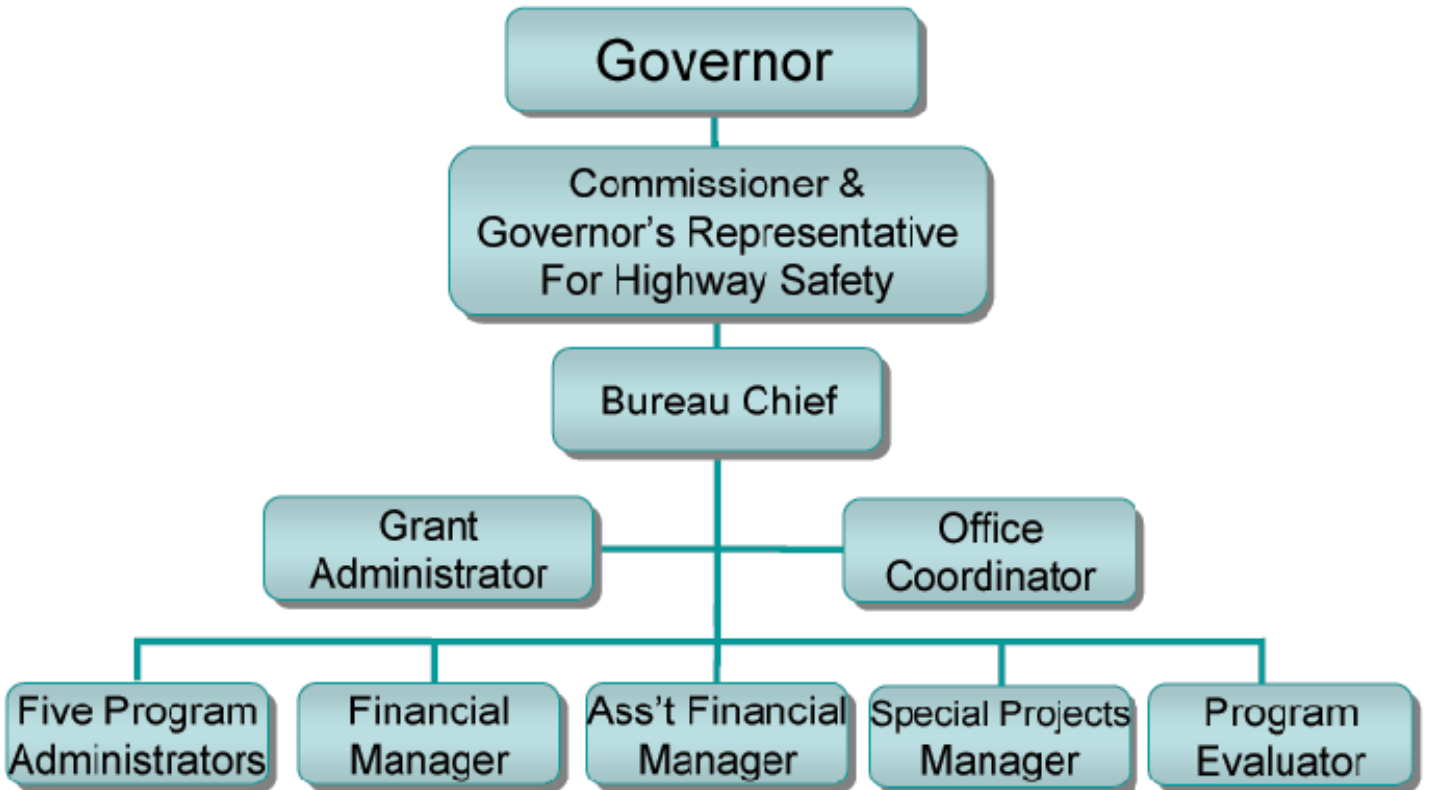 Governor
Commissioner &
Governor's Representative
For Highway Safety
Bureau Chief
Grant
Administrator
Office
Coordinator
Five Program
Administrators
Financial
Manager
Ass't Financial
Manager
Special Projects
Manager
Program
Evaluator